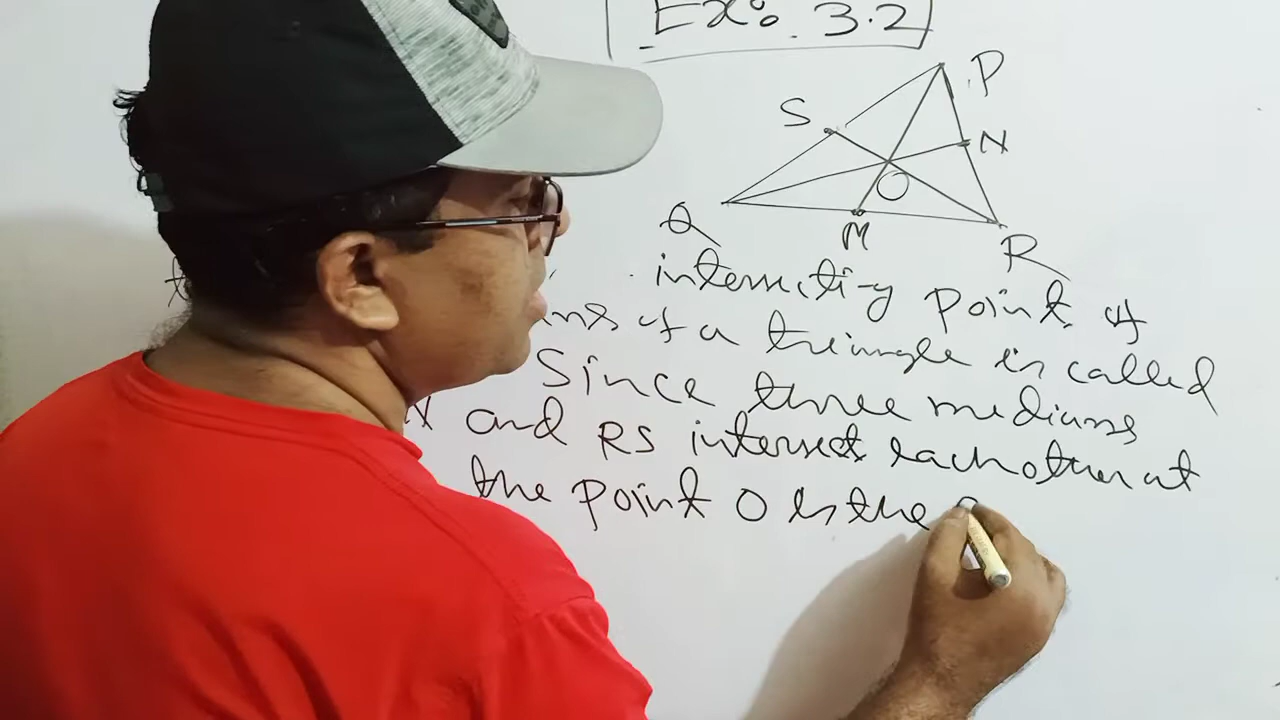 Ex: 3.2
P
S
N
O
Q
M
R
intersecting point of
of a triangle is called
Since three medians
and RS intersect each other at
the point O is the